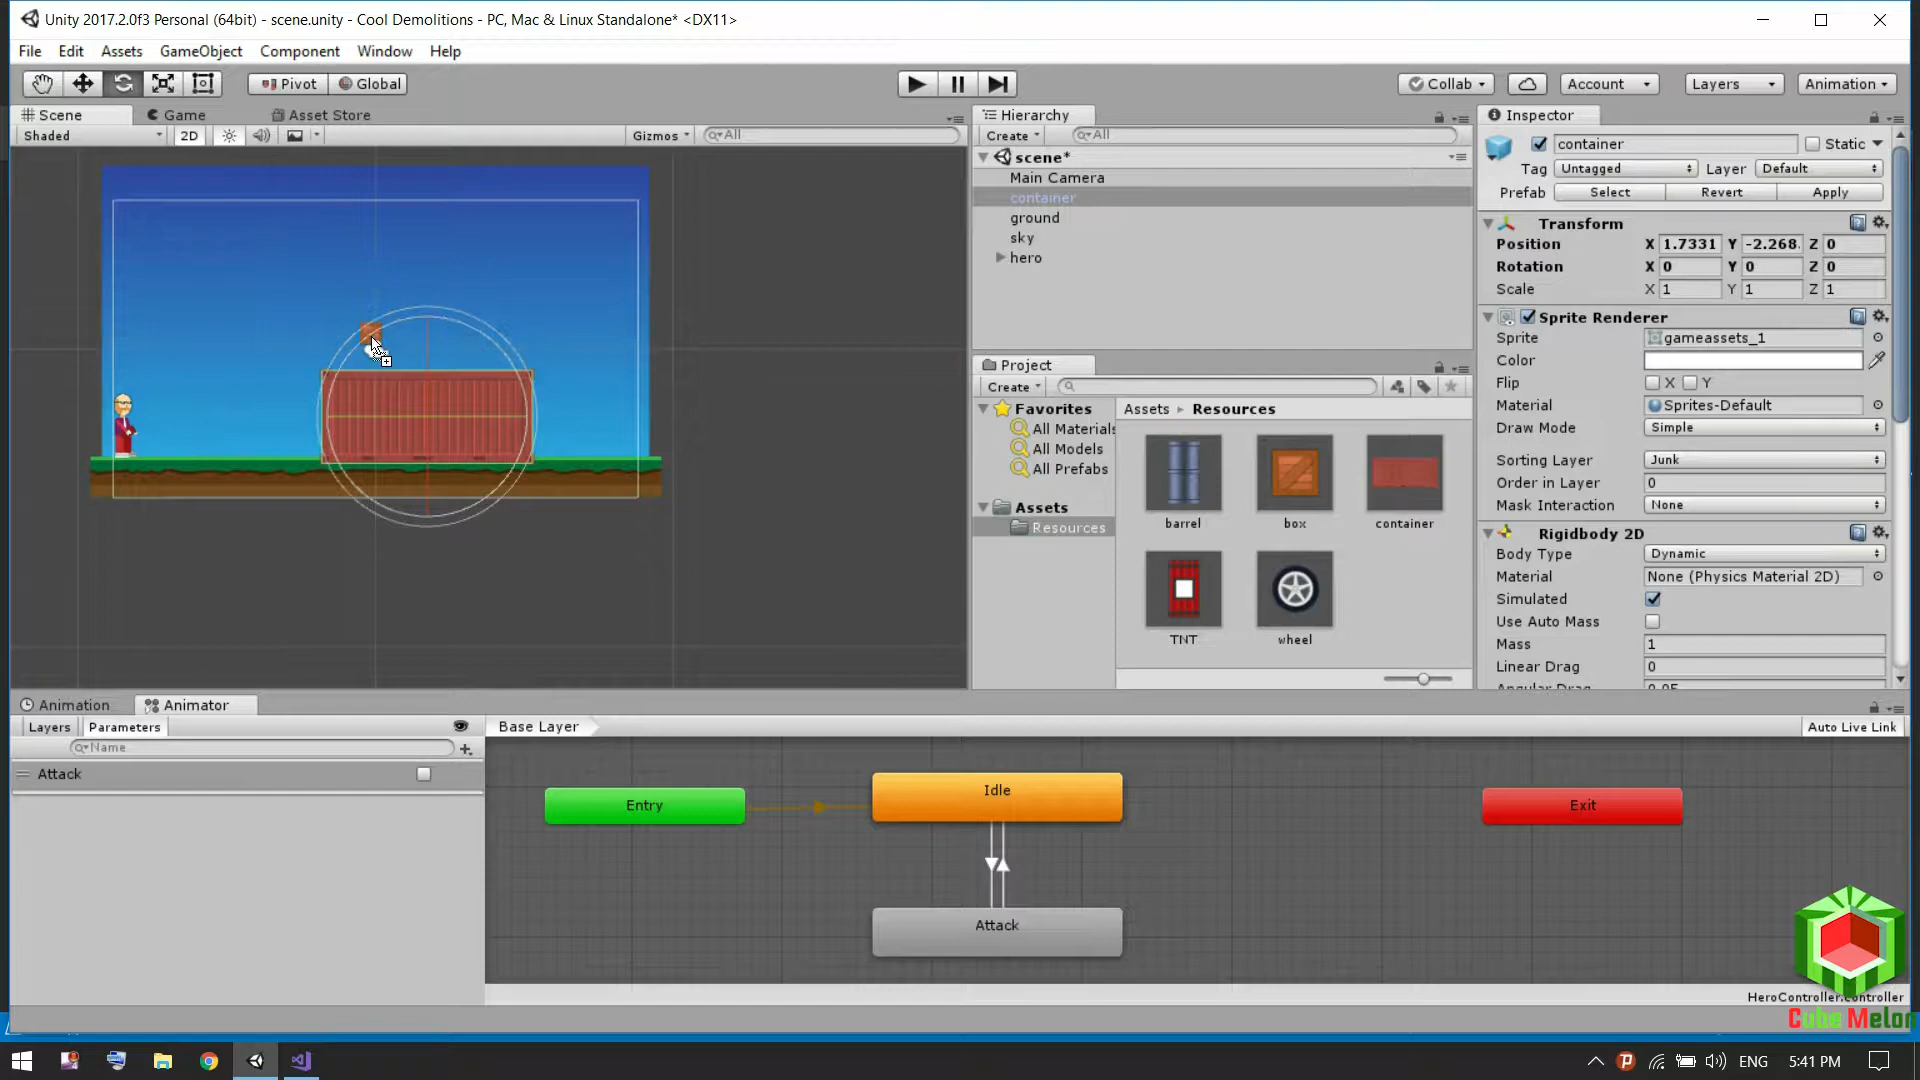 Unity 2017.2.0f3 Personal (64bit) - scene.unity - Cool Demolitions - PC, Mac & Linux Standalone* <DX11>
File Edit Assets GameObject Component Window Help
Pivot Global Collab Account Layers Animation
Scene Game Asset Store
Shaded 2D Gizmos All
Hierarchy
Create All
scene*
Main Camera
container
ground
sky
hero
Project
Create
Favorites
All Materials
All Models
All Prefabs
Assets
Resources
Assets Resources
barrel box container
TNT wheel
Inspector
container Static
Tag Untagged Layer Default
Prefab Select Revert Apply
Transform
Position X 1.7331 Y -2.268. Z 0
Rotation X 0 Y 0 Z 0
Scale X 1 Y 1 Z 1
Sprite Renderer
Sprite gameassets_1
Color
Flip X Y
Material Sprites-Default
Draw Mode Simple
Sorting Layer Junk
Order in Layer 0
Mask Interaction None
Rigidbody 2D
Body Type Dynamic
Material None (Physics Material 2D)
Simulated
Use Auto Mass
Mass 1
Linear Drag 0
Angular Drag 0.05
Animation Animator
Layers Parameters
Name
Attack
Base Layer Auto Live Link
Entry Idle Exit
Attack
HeroController.controller
Cube Melon
ENG 5:41 PM